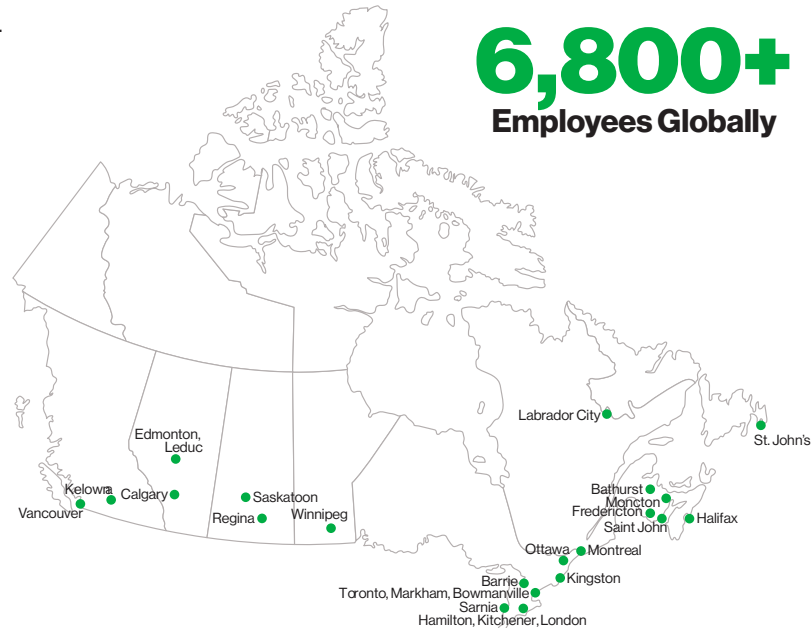 6,800+
Employees Globally
Labrador City
St. John's
Edmonton,
Leduc
Kelowna
Calgary
Vancouver
Saskatoon
Regina
Winnipeg
Bathurst
Moncton
Fredericton
Saint John
Halifax
Ottawa
Montreal
Kingston
Barrie
Toronto, Markham, Bowmanville
Sarnia
Hamilton, Kitchener, London